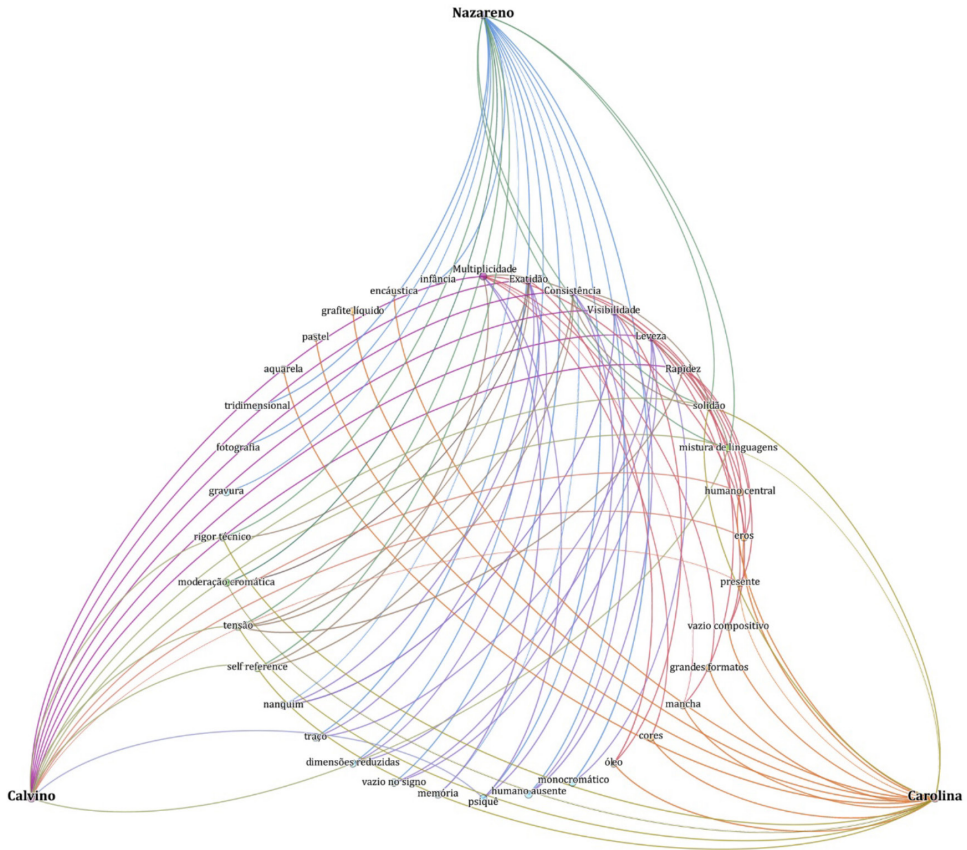 Nazareno
Multiplicidade
infância
Exatidão
encáustica
Consistência
grafite líquido
Visibilidade
pastel
Leveza
aquarela
Rapidez
tridimensional
solidão
fotografia
mistura de linguagens
gravura
humano central
rigor técnico
eros
moderação cromática
presente
tensão
vazio compositivo
self reference
grandes formatos
nanquim
mancha
traço
cores
dimensões reduzidas
óleo
vazio no signo
monocromático
memória
humano ausente
psiquê
Calvino
Carolina